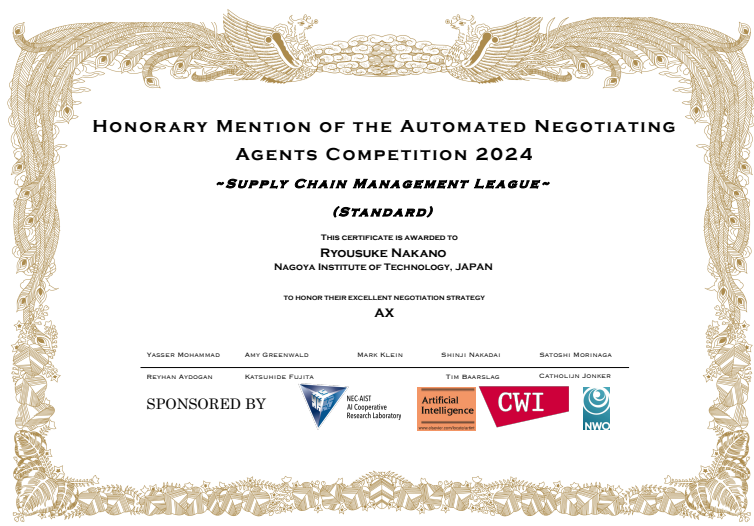 Honorary Mention of the Automated Negotiating
Agents Competition 2024
~Supply Chain Management League~
(Standard)
This certificate is awarded to
Ryousuke Nakano
Nagoya Institute of Technology, JAPAN
to honor their excellent negotiation strategy
AX
Yasser Mohammad Amy Greenwald Mark Klein Shinji Nakadai Satoshi Morinaga
Reyhan Aydogan Katsuhide Fujita Tim Baarslag Catholijn Jonker
SPONSORED BY
NEC-AIST
AI Cooperative
Research Laboratory
Artificial
Intelligence
CWI
NWO